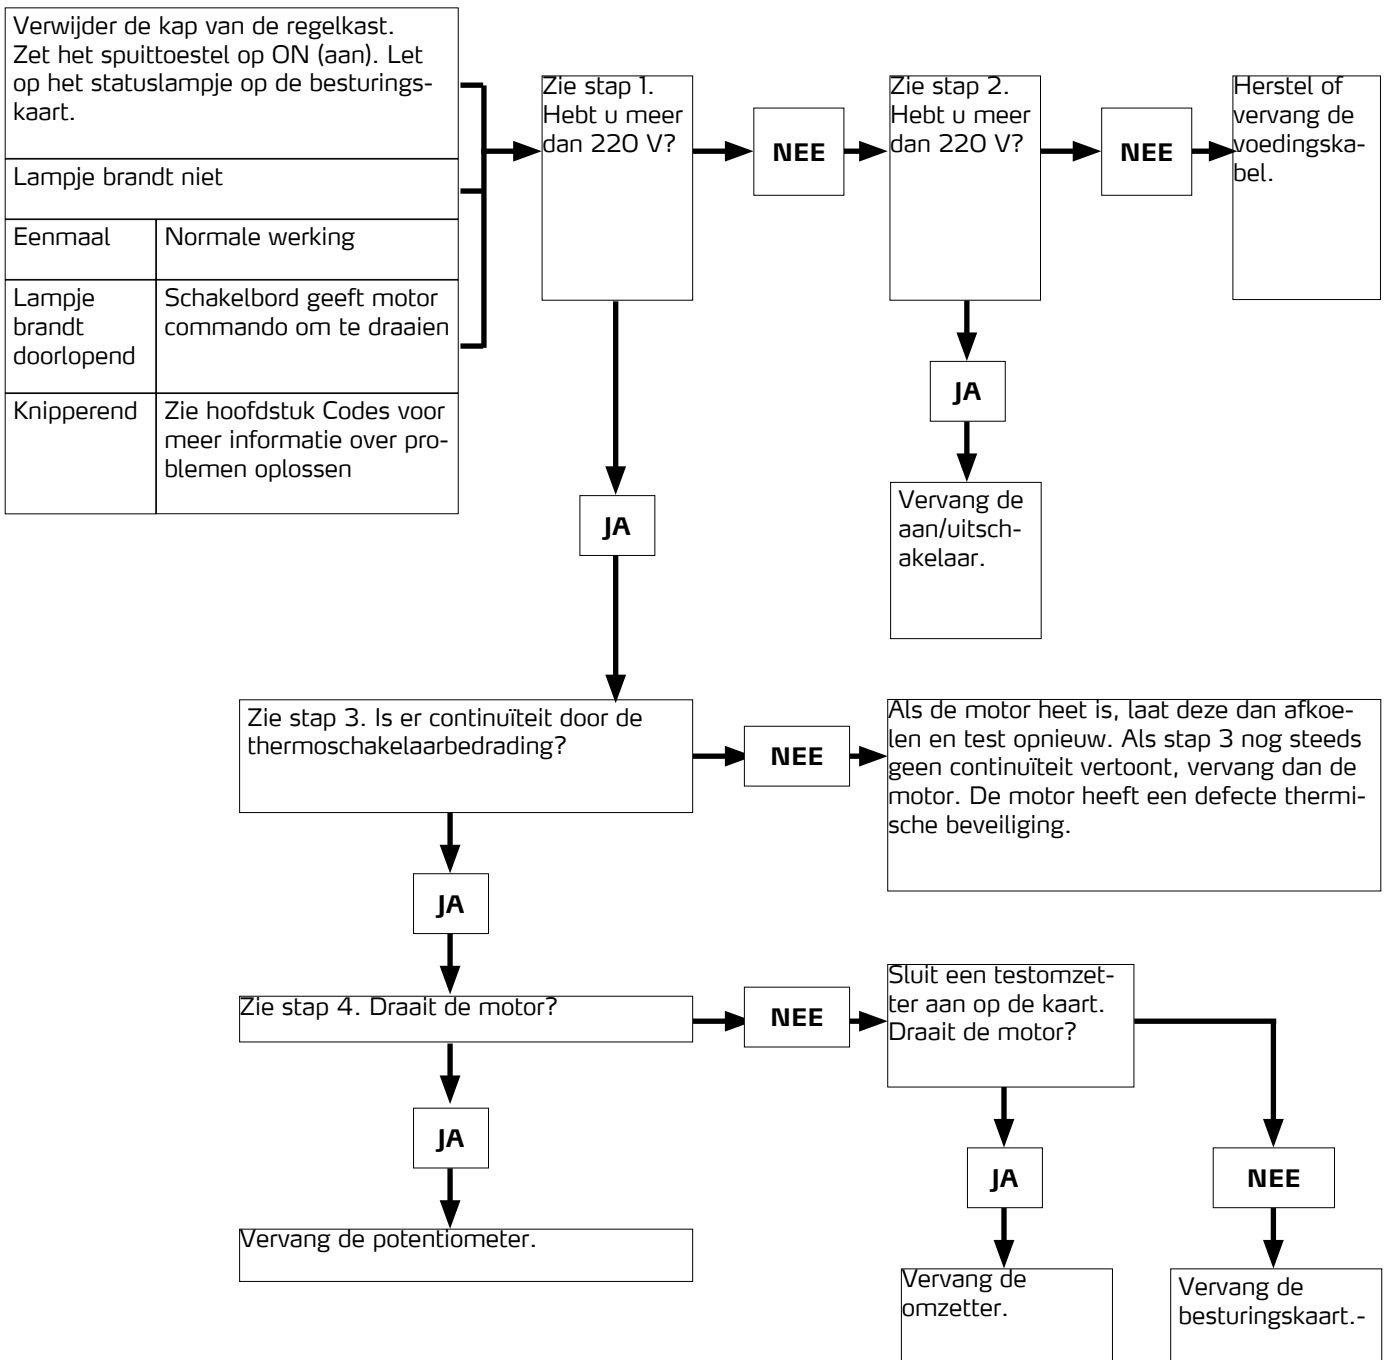 Verwijder de kap van de regelkast.
Zet het spuittoestel op ON (aan). Let
op het statuslampje op de besturings-
kaart.
Lampje brandt niet
Eenmaal
Normale werking
Lampje
brandt
doorlopend
Schakelbord geeft motor
commando om te draaien
Knipperend
Zie hoofdstuk Codes voor
meer informatie over pro-
blemen oplossen
Zie stap 1.
Hebt u meer
dan 220 V?
NEE
Zie stap 2.
Hebt u meer
dan 220 V?
NEE
Herstel of
vervang de
voedingska-
bel.
JA
Vervang de
aan/uitsch-
akelaar.
JA
Zie stap 3. Is er continuïteit door de
thermoschakelaarbedrading?
NEE
Als de motor heet is, laat deze dan afkoe-
len en test opnieuw. Als stap 3 nog steeds
geen continuïteit vertoont, vervang dan de
motor. De motor heeft een defecte thermi-
sche beveiliging.
JA
Zie stap 4. Draait de motor?
NEE
Sluit een testomzet-
ter aan op de kaart.
Draait de motor?
JA
Vervang de potentiometer.
JA
NEE
Vervang de
omzetter.
Vervang de
besturingskaart.-